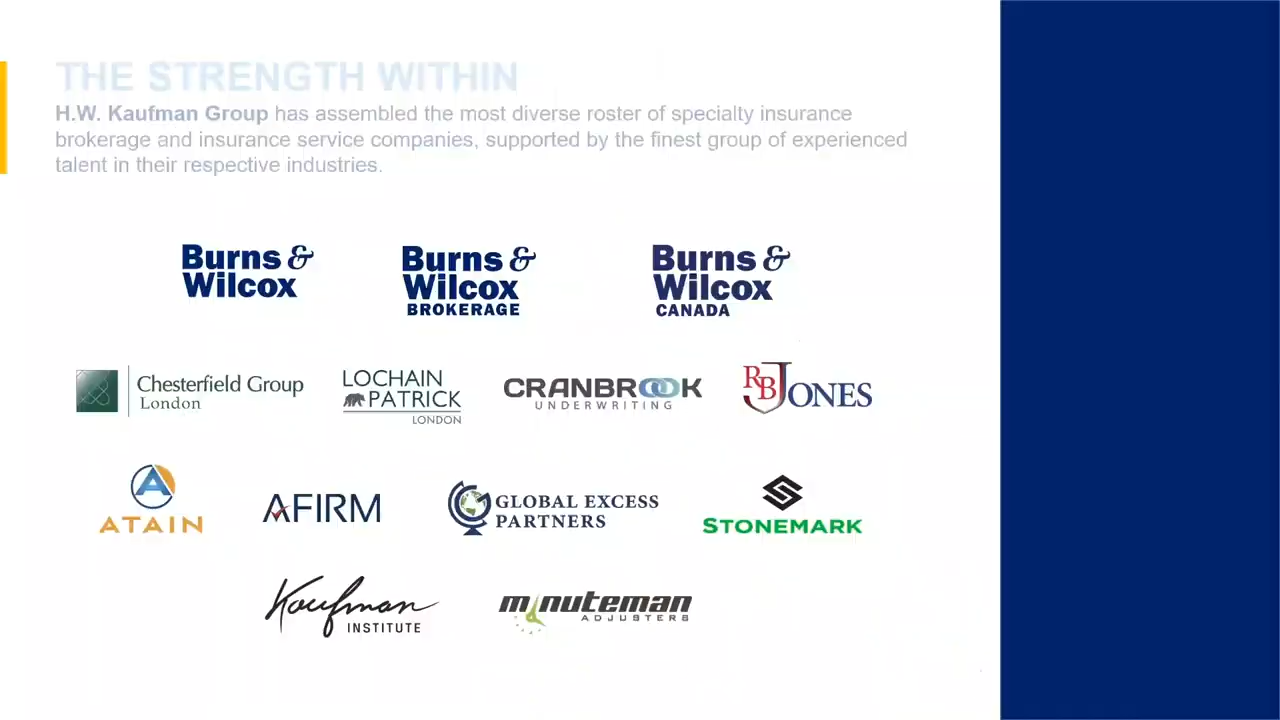 THE STRENGTH WITHIN
H.W. Kaufman Group has assembled the most diverse roster of specialty insurance
brokerage and insurance service companies, supported by the finest group of experienced
talent in their respective industries.
Burns &
Wilcox
Burns &
Wilcox
BROKERAGE
Burns &
Wilcox
CANADA
Chesterfield Group
London
LOCHAIN
PATRICK
LONDON
CRANBROOK
UNDERWRITING
RB JONES
ATAIN
AFIRM
GLOBAL EXCESS
PARTNERS
STONEMARK
Kaufman
INSTITUTE
minuteman
ADJUSTERS